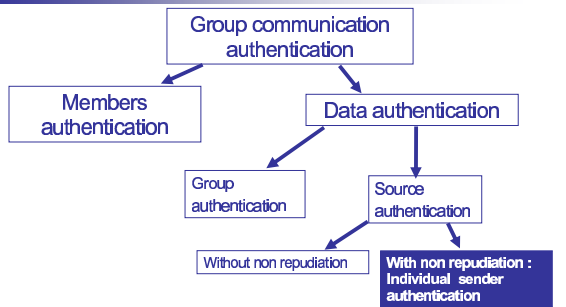 Group communication
authentication
Members
authentication
Data authentication
Group
authentication
Source
authentication
Without non repudiation
With non repudiation :
Individual sender
authentication